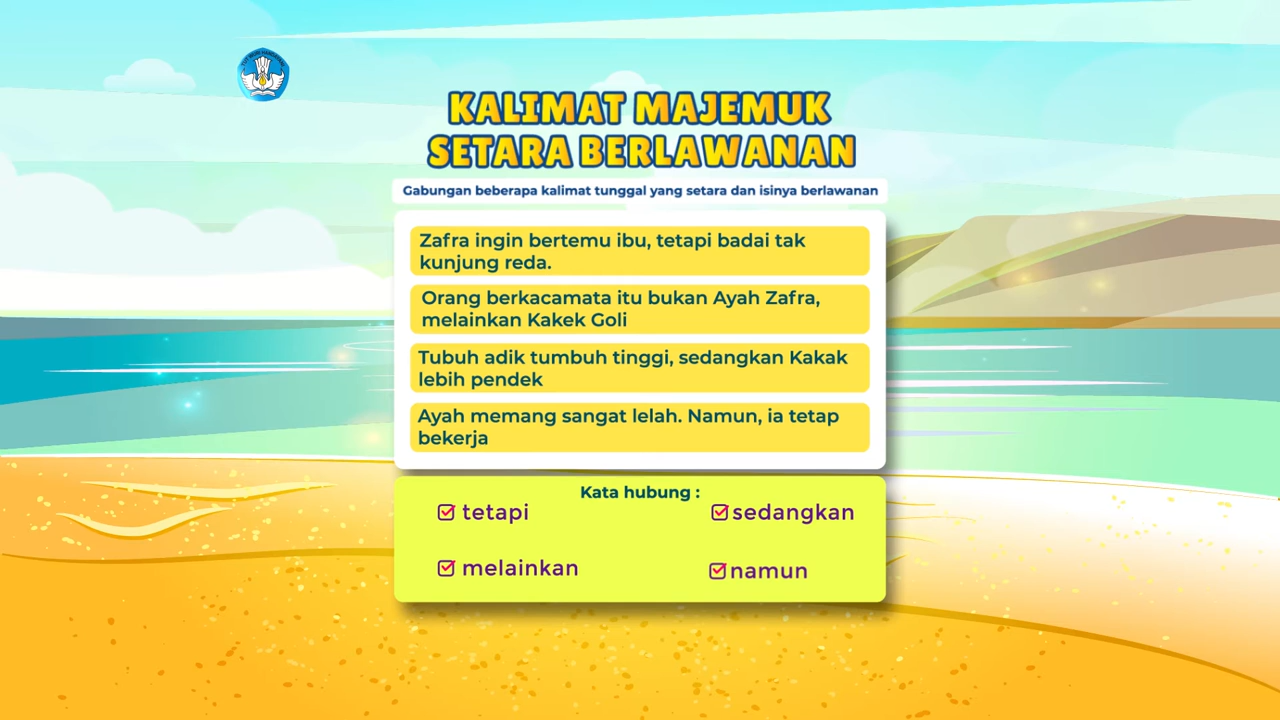 KALIMAT MAJEMUK
SETARA BERLAWANAN
Gabungan beberapa kalimat tunggal yang setara dan isinya berlawanan
Zafra ingin bertemu ibu, tetapi badai tak
kunjung reda.
Orang berkacamata itu bukan Ayah Zafra,
melainkan Kakek Goli
Tubuh adik tumbuh tinggi, sedangkan Kakak
lebih pendek
Ayah memang sangat lelah. Namun, ia tetap
bekerja
Kata hubung :
tetapi
sedangkan
melainkan
namun